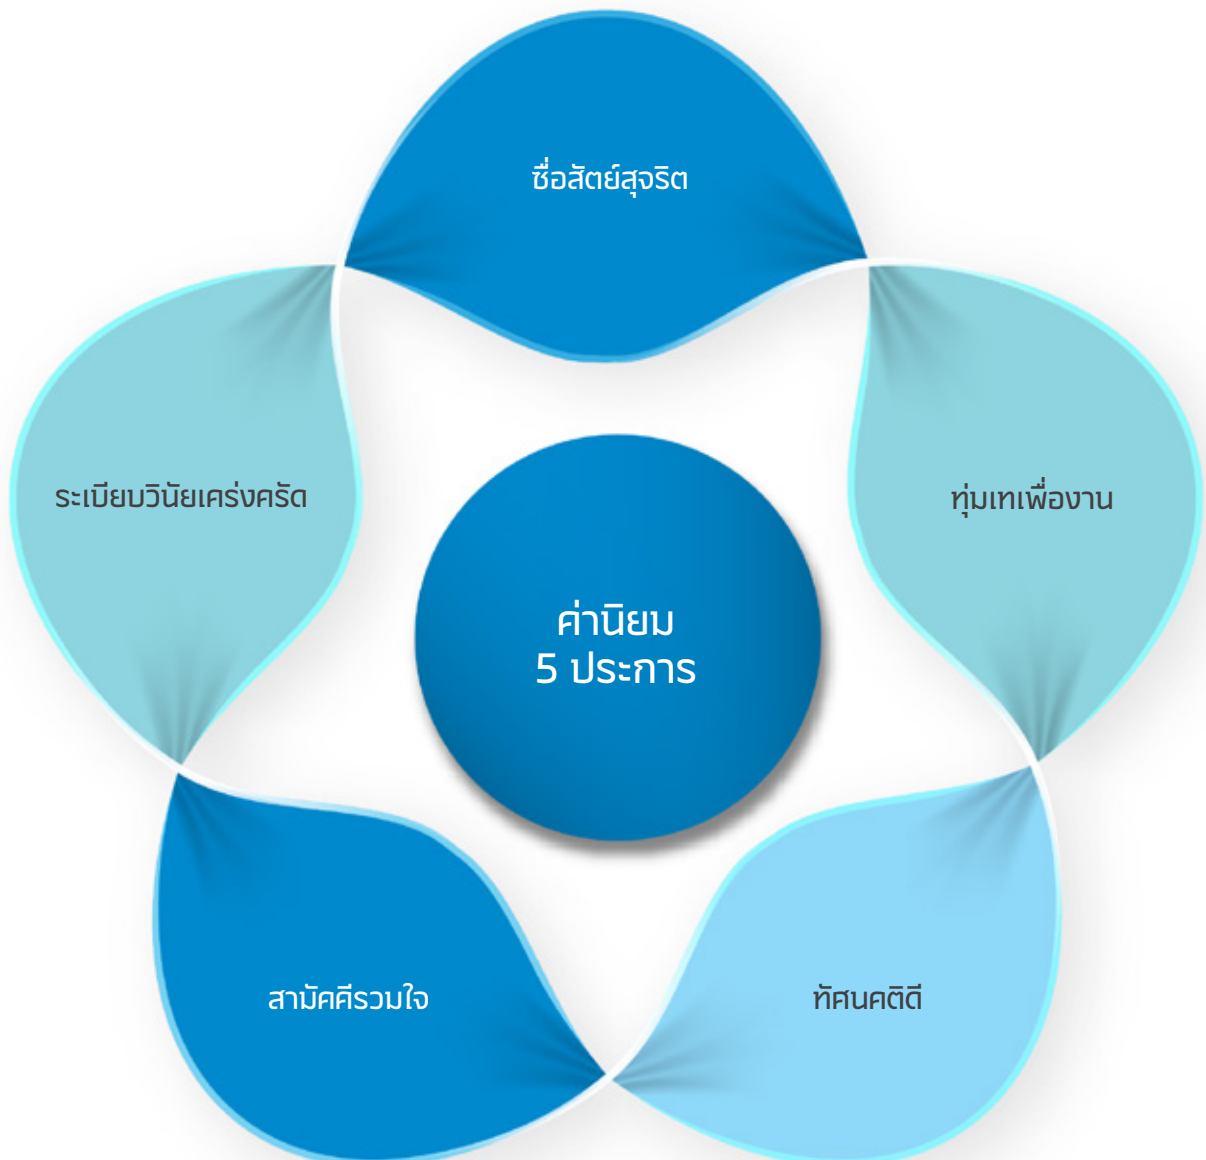 ซื่อสัตย์สุจริต
ระเบียบวินัยเคร่งครัด
ทุ่มเทเพื่องาน
ค่านิยม
5 ประการ
สามัคคีรวมใจ
ทัศนคติดี